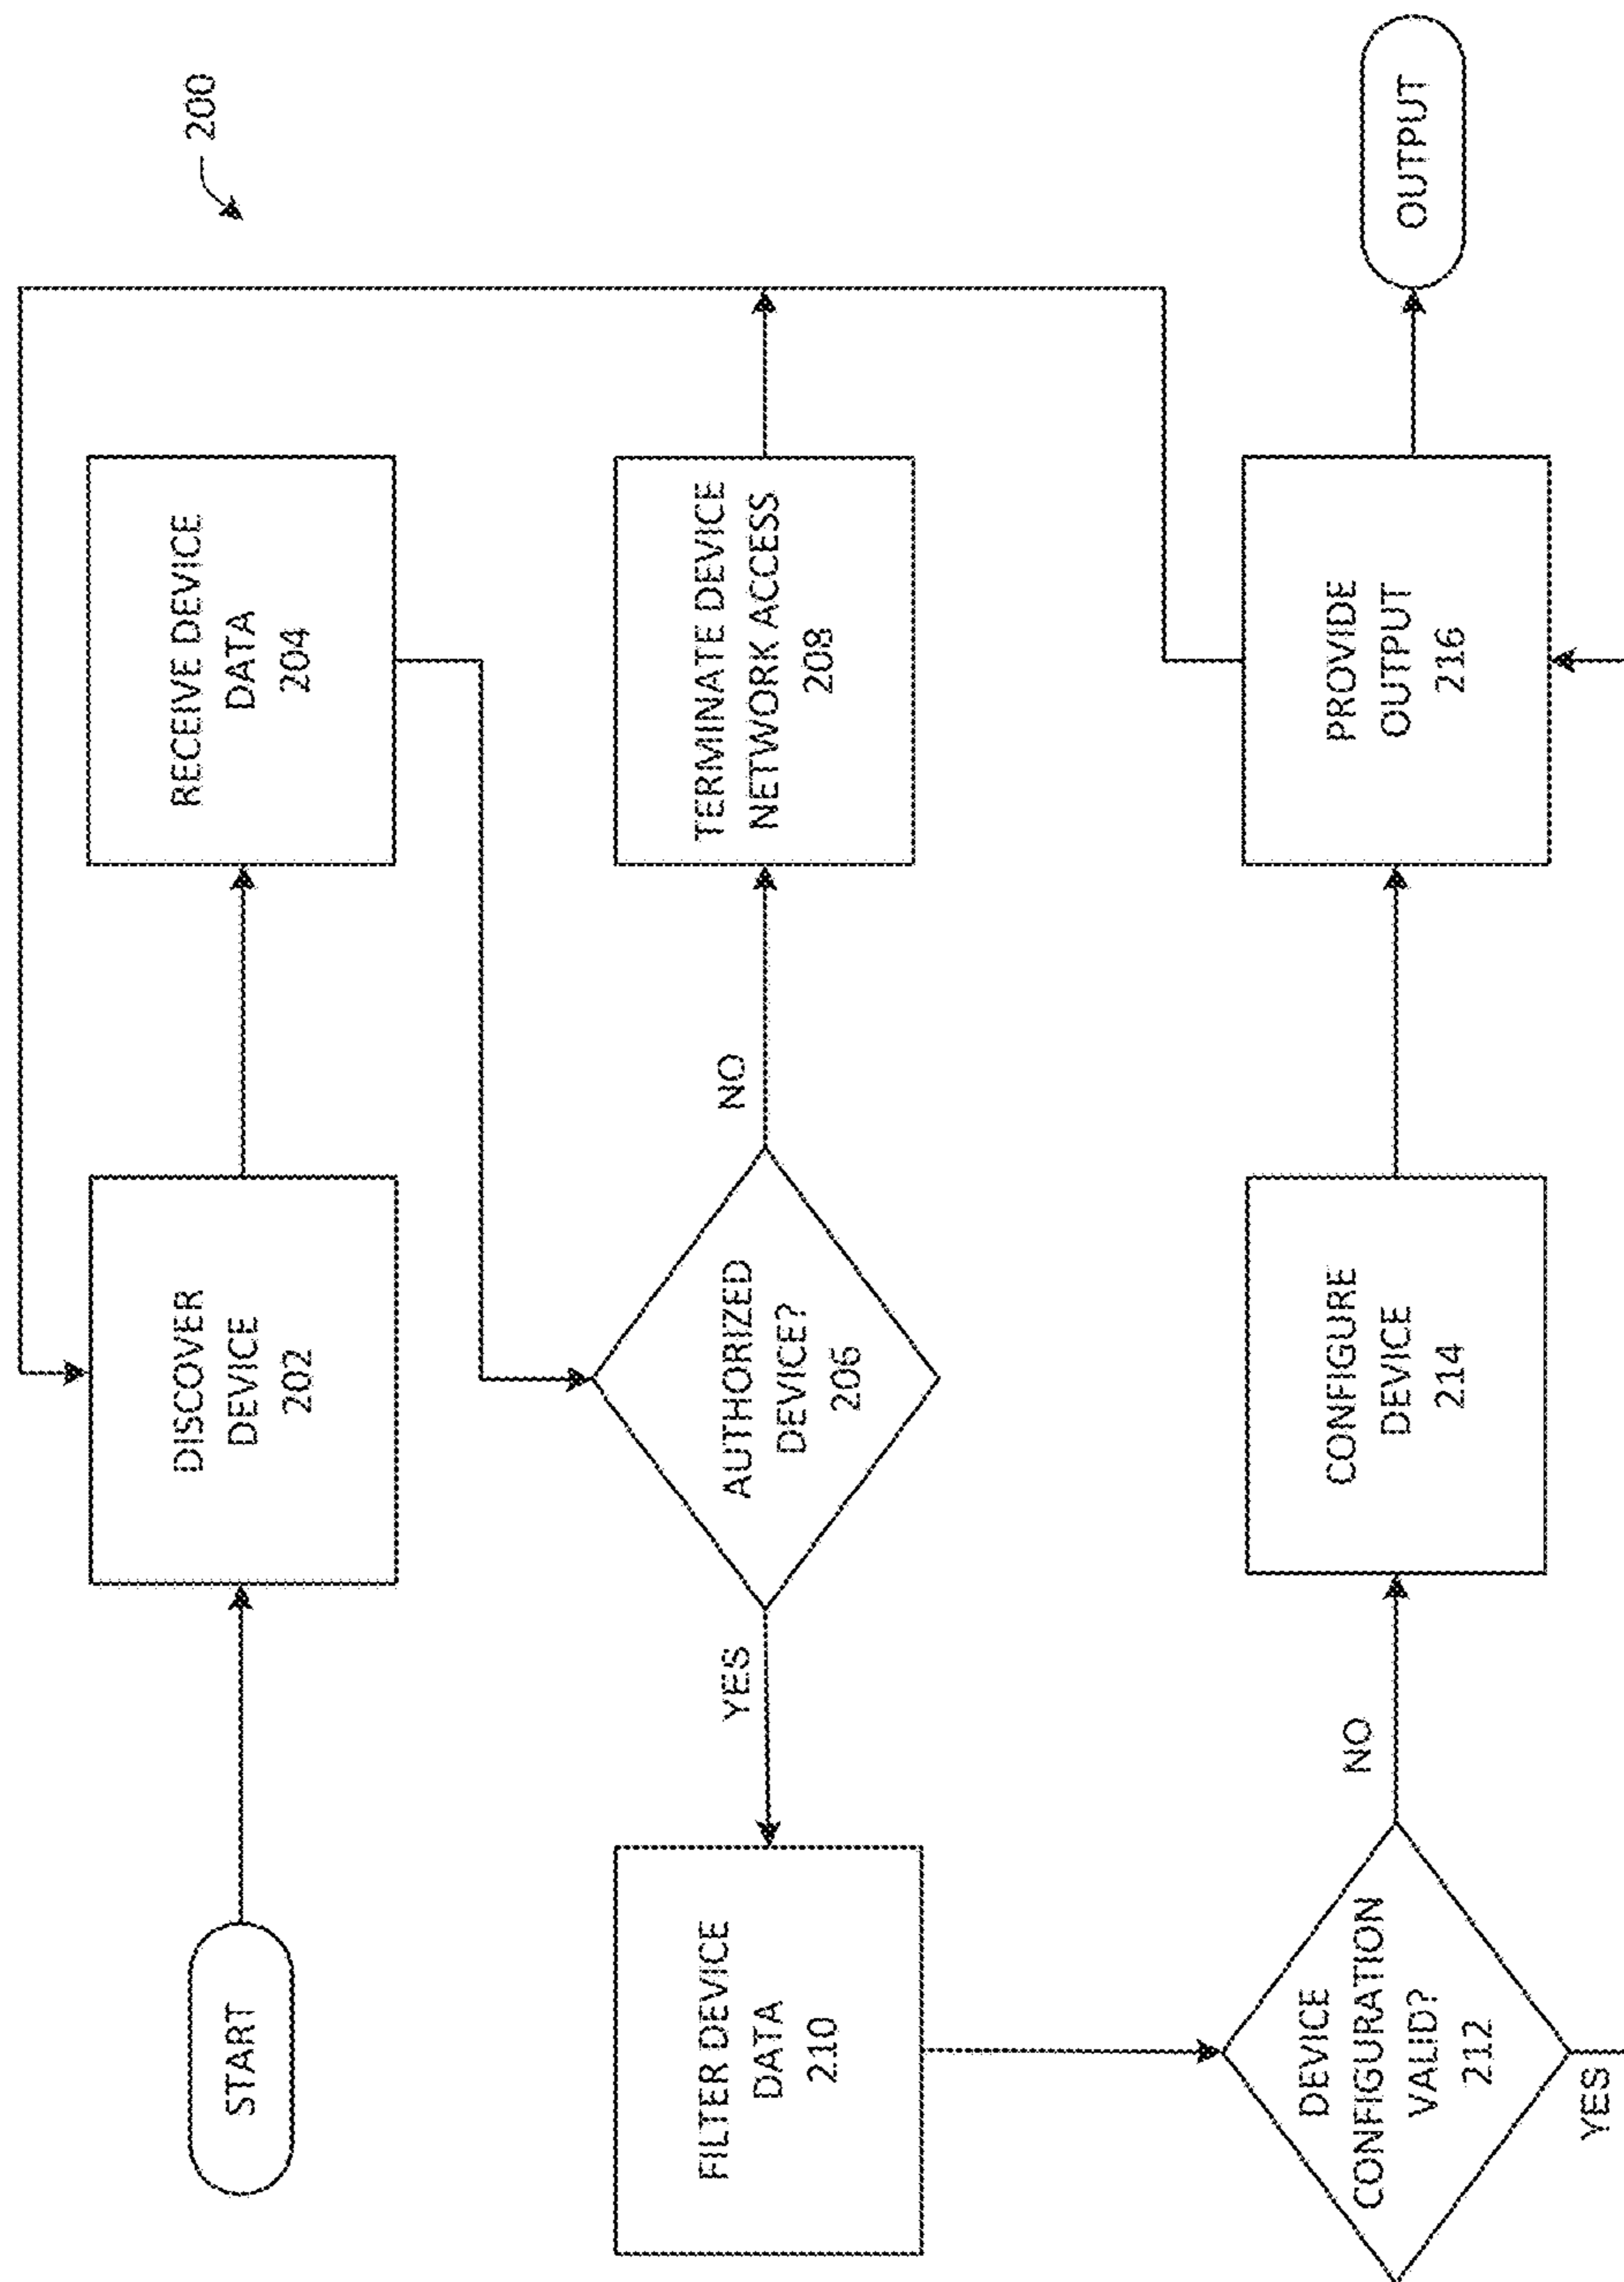 200
START
DISCOVER
DEVICE
202
RECEIVE DEVICE
DATA
204
FILTER DEVICE
DATA
210
YES
AUTHORIZED
DEVICE?
206
NO
TERMINATE DEVICE
NETWORK ACCESS
208
DEVICE
CONFIGURATION
VALID?
212
YES
NO
CONFIGURE
DEVICE
214
PROVIDE
OUTPUT
216
OUTPUT